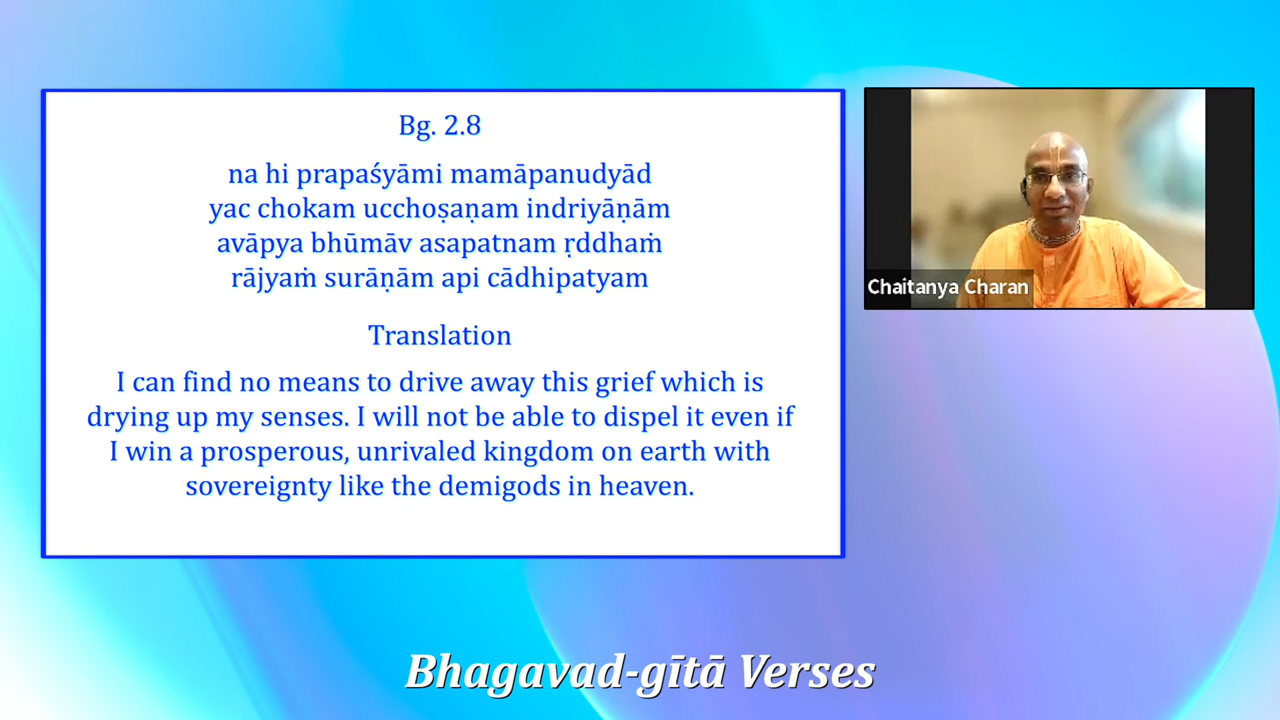 Bg. 2.8
na hi prapaśyāmi mamāpanudyād
yac chokam ucchoṣaṇam indriyāṇām
avāpya bhūmāv asapatnam ṛddhaṁ
rājyaṁ surāṇām api cādhipatyam
Translation
I can find no means to drive away this grief which is
drying up my senses. I will not be able to dispel it even if
I win a prosperous, unrivaled kingdom on earth with
sovereignty like the demigods in heaven.
Chaitanya Charan
Bhagavad-gītā Verses